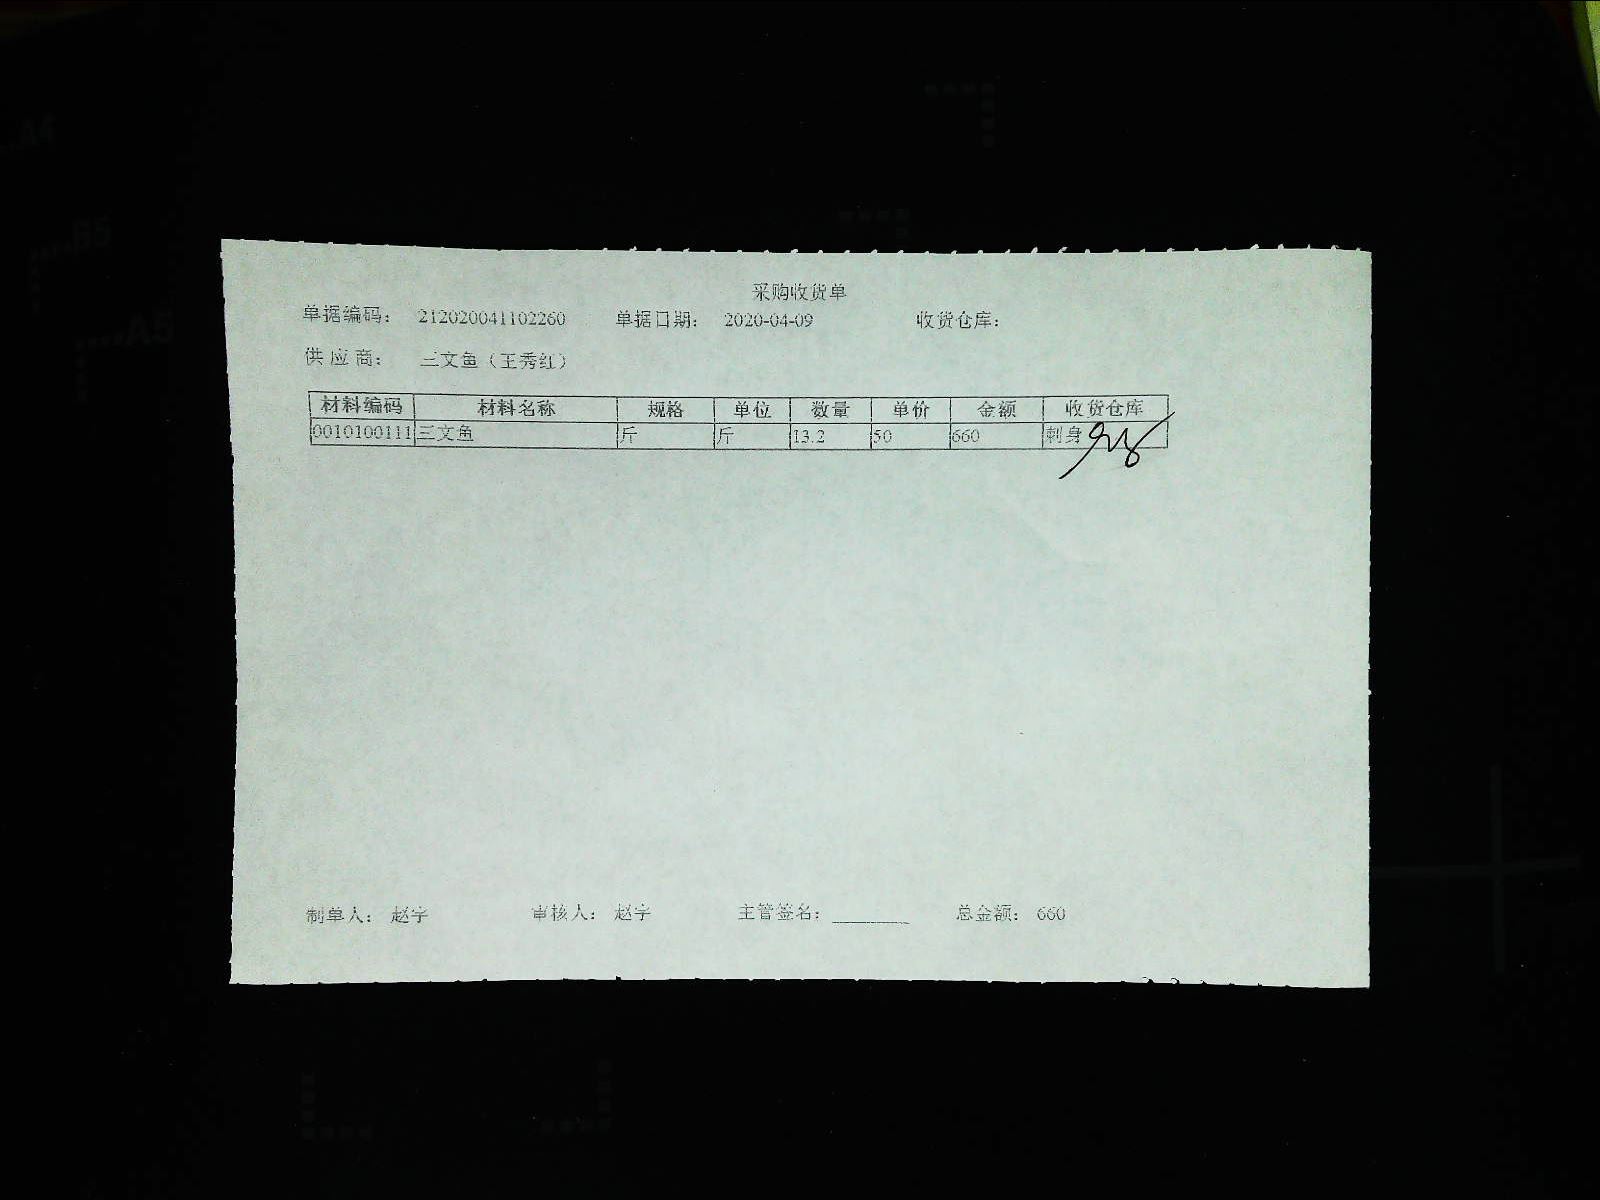 A4
B5
A5
采购收货单
单据编码: 212020041102260 单据日期: 2020-04-09 收货仓库:
供应商: 三文鱼（王秀红）
材料编码 材料名称 规格 单位 数量 单价 金额 收货仓库
0010100111 三文鱼 斤 斤 13.2 50 660 刺身
制单人: 赵宇 审核人: 赵宇 主管签名: 总金额: 660